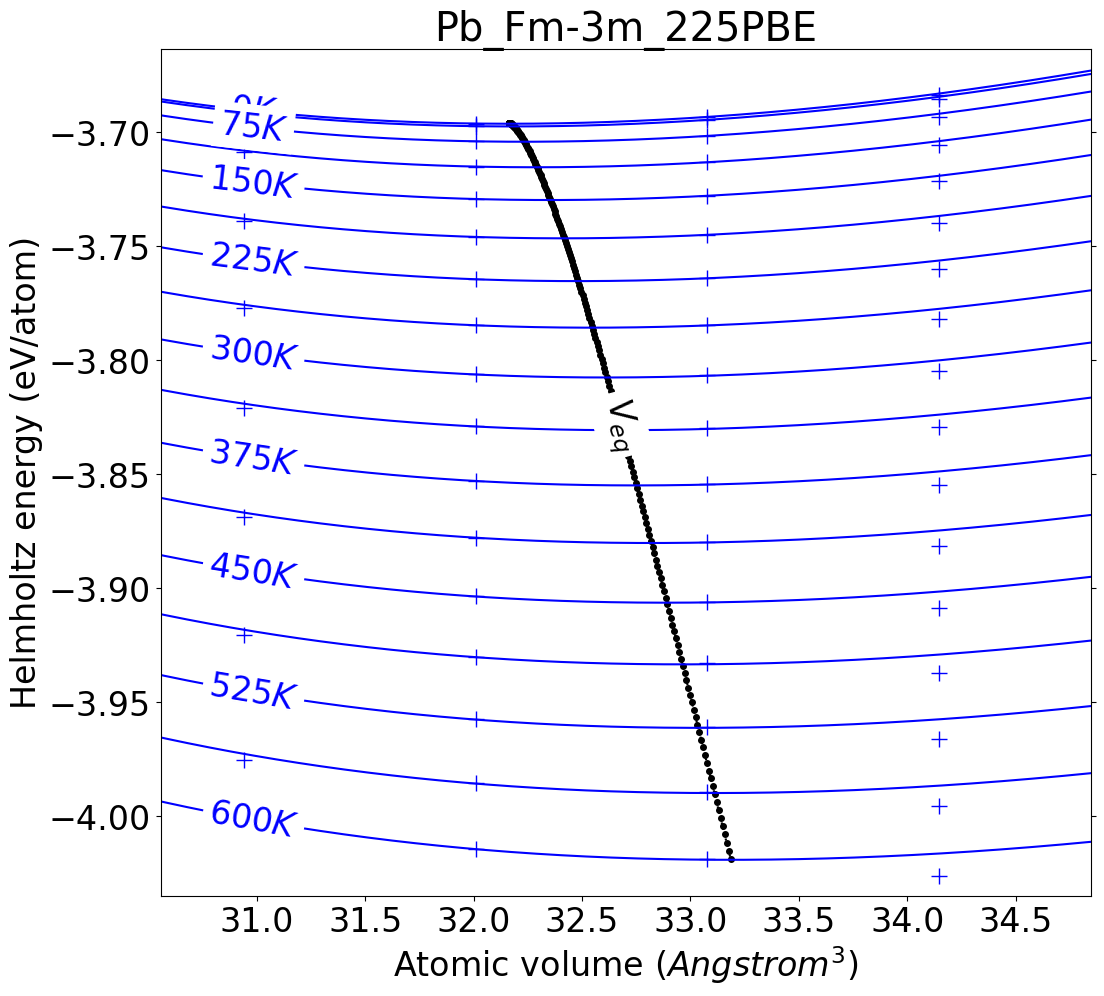 Pb_Fm-3m_225PBE
Helmholtz energy (eV/atom)
−3.70
−3.75
−3.80
−3.85
−3.90
−3.95
−4.00
0K
75K
150K
225K
300K
375K
450K
525K
600K
V_eq
31.0 31.5 32.0 32.5 33.0 33.5 34.0 34.5
Atomic volume (Angstrom³)